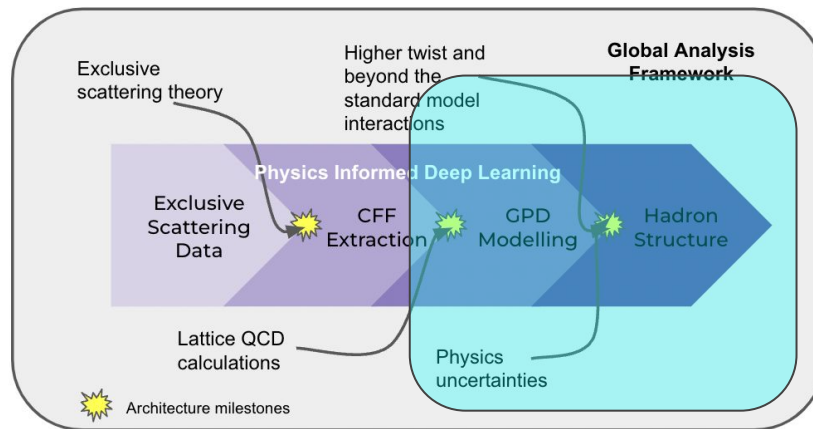 Exclusive
scattering theory
Higher twist and
beyond the
standard model
interactions
Global Analysis
Framework
Physics Informed Deep Learning
Exclusive
Scattering
Data
CFF
Extraction
GPD
Modelling
Hadron
Structure
Lattice QCD
calculations
Physics
uncertainties
Architecture milestones